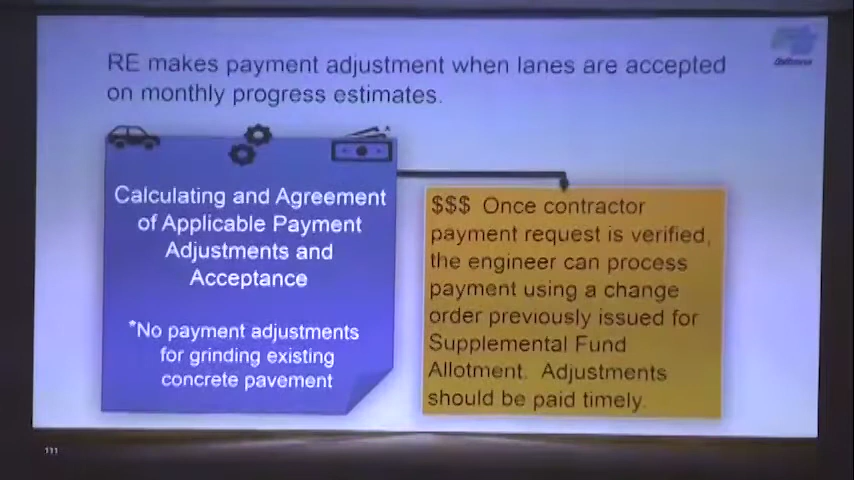 RE makes payment adjustment when lanes are accepted
on monthly progress estimates.
Caltrans
Calculating and Agreement
of Applicable Payment
Adjustments and
Acceptance
*No payment adjustments
for grinding existing
concrete pavement
$$$ Once contractor
payment request is verified,
the engineer can process
payment using a change
order previously issued for
Supplemental Fund
Allotment. Adjustments
should be paid timely.
111